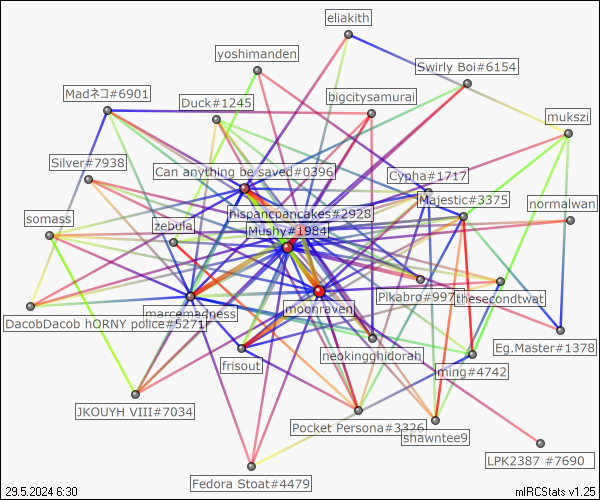 eliakith
yoshimanden
Swirly Boi#6154
Madネコ#6901
Duck#1245
bigcitysamurai
mukszi
Silver#7938
Can anything be saved#0396
Cypha#1717
Majestic#3375
normalwan
somass
zebula
hispancpancakes#2928
Mushy#1984
Pikabro#997
thesecondtwat
marcemadness
moonraven
DacobDacob hORNY police#5271
Eg.Master#1378
frisout
neokingghidorah
ming#4742
JKOUYH VIII#7034
Pocket Persona#3326
shawntee9
LPK2387 #7690
Fedora Stoat#4479
29.5.2024 6:30
mIRCStats v1.25